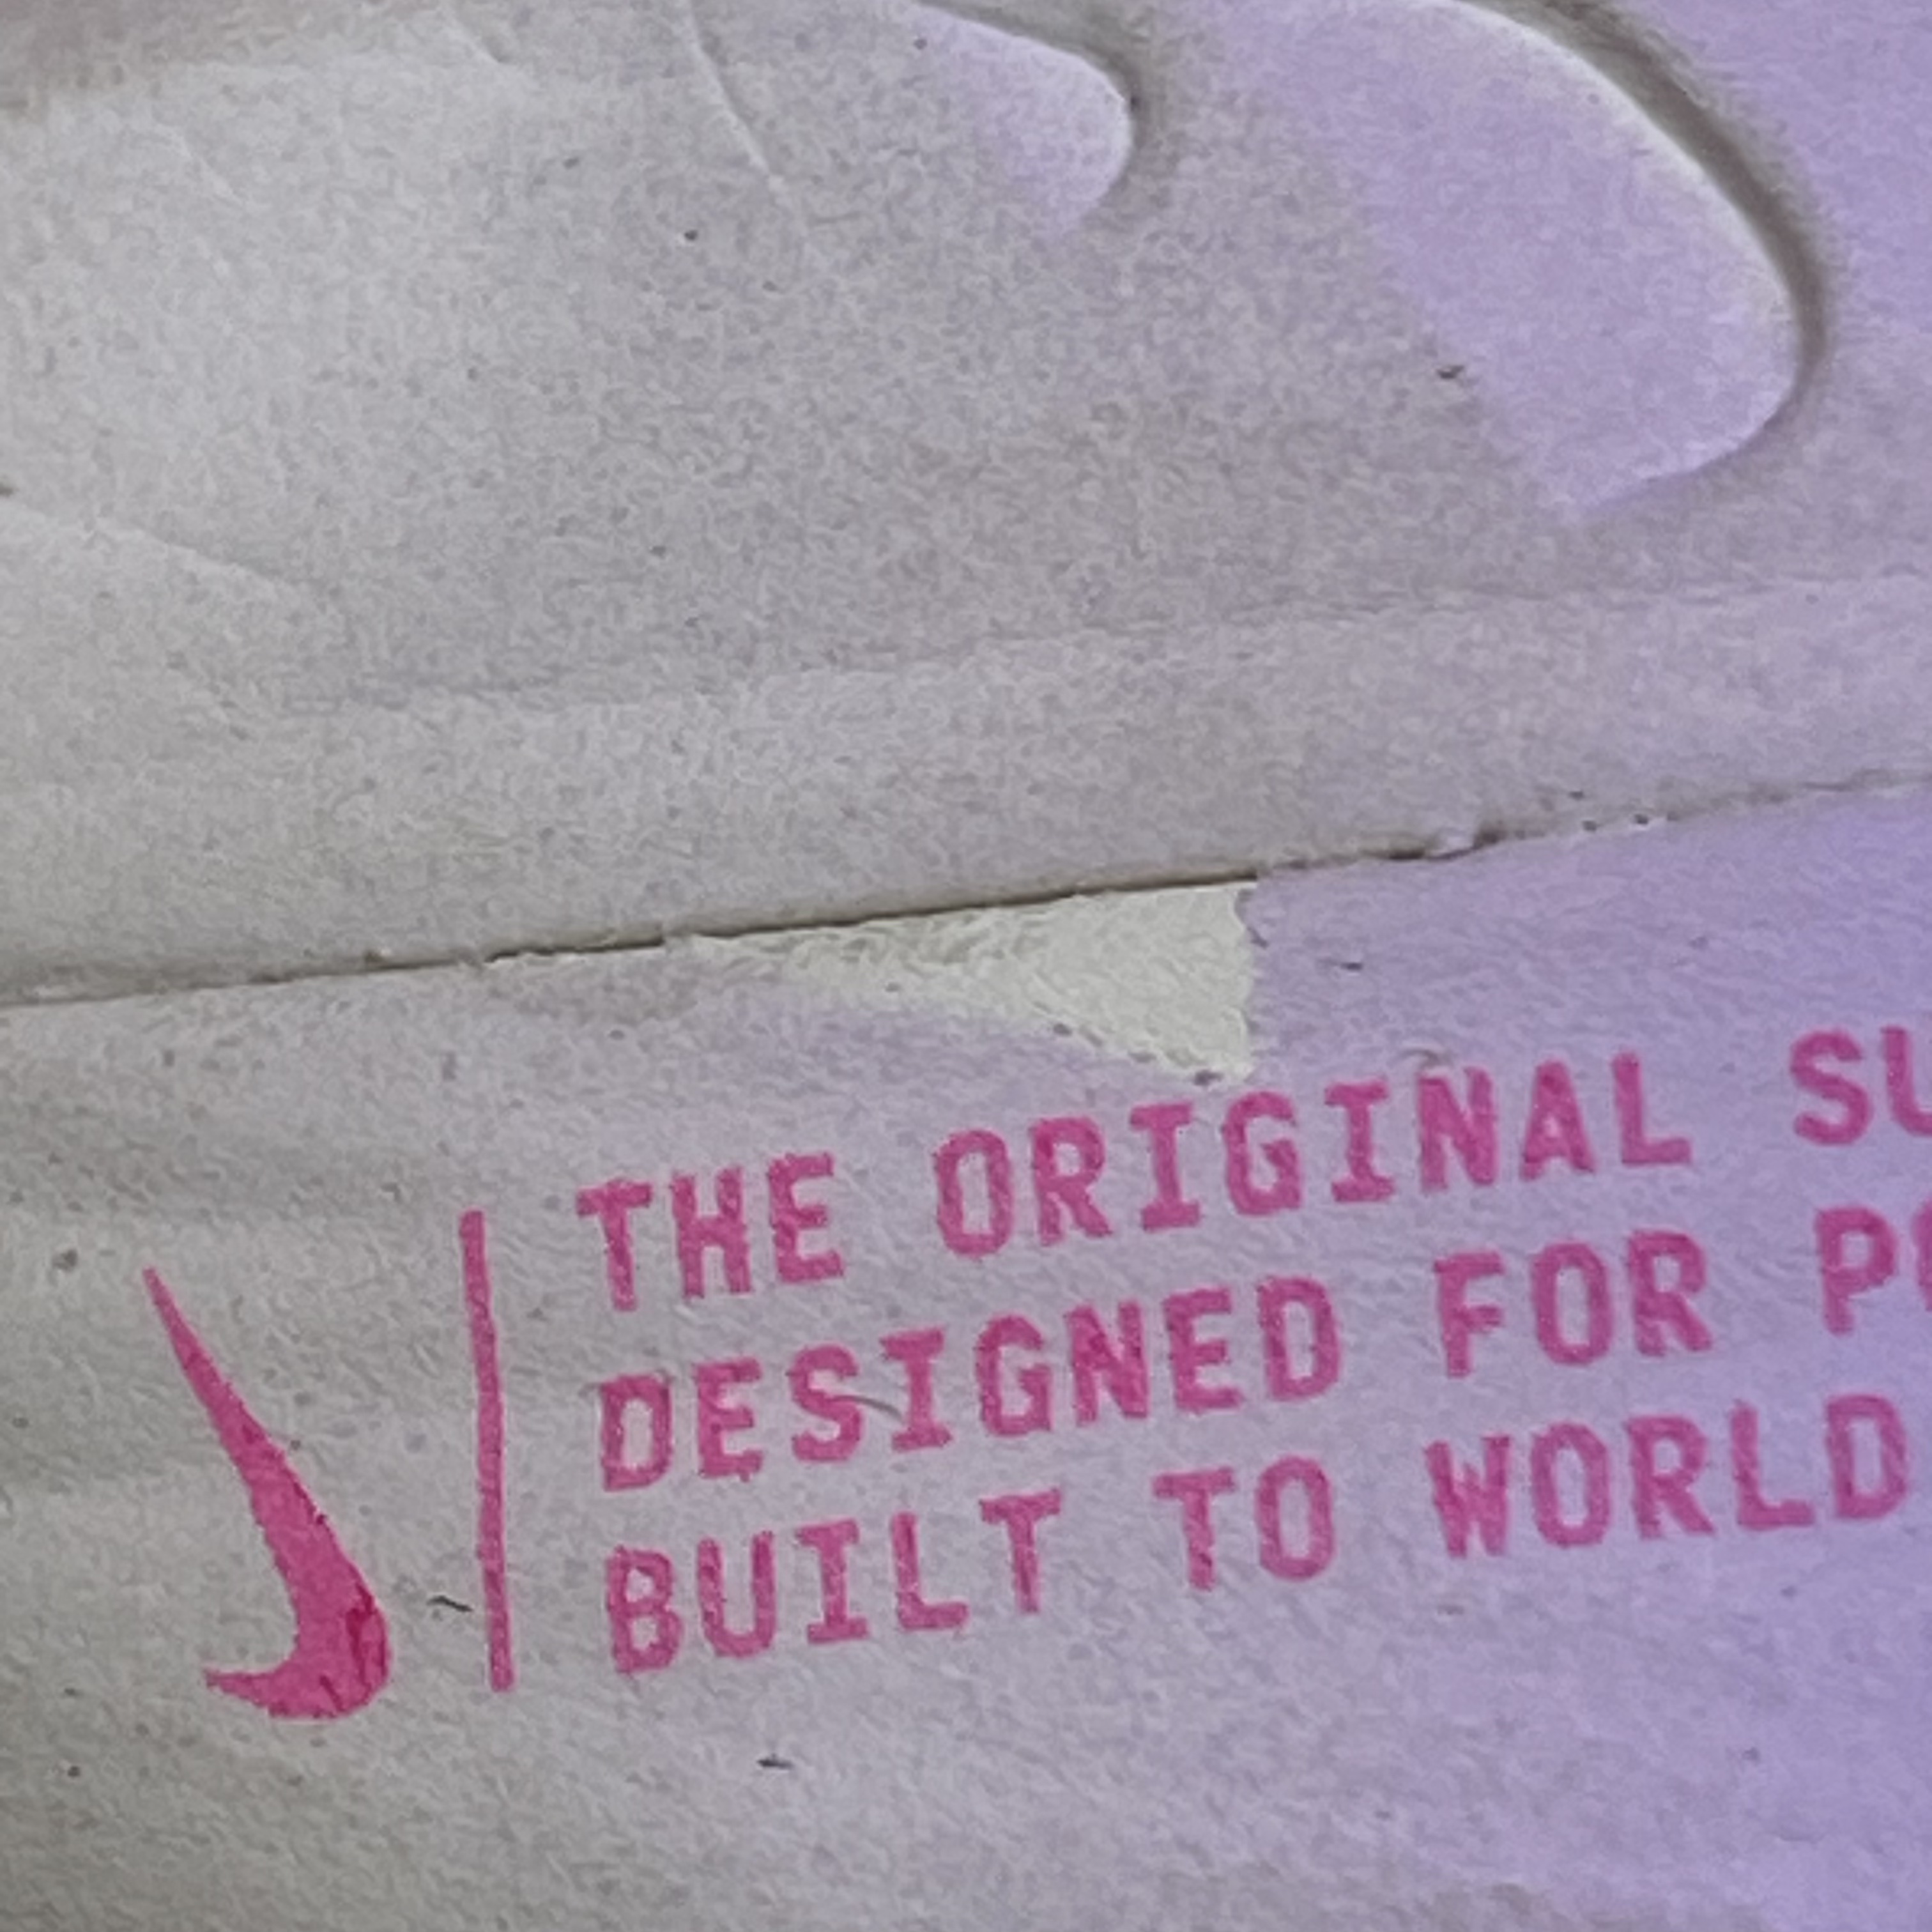 THE ORIGINAL
DESIGNED FOR
BUILT TO WORLD